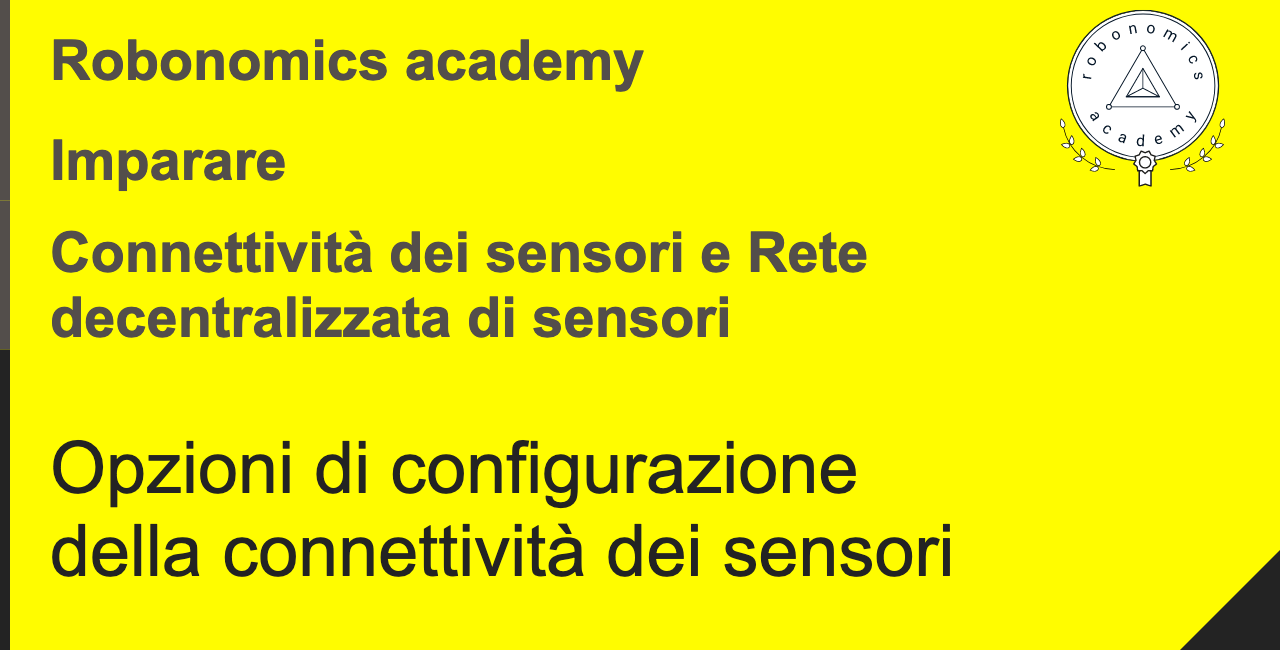 Robonomics academy
robonomics
academy
Imparare
Connettività dei sensori e Rete
decentralizzata di sensori
Opzioni di configurazione
della connettività dei sensori